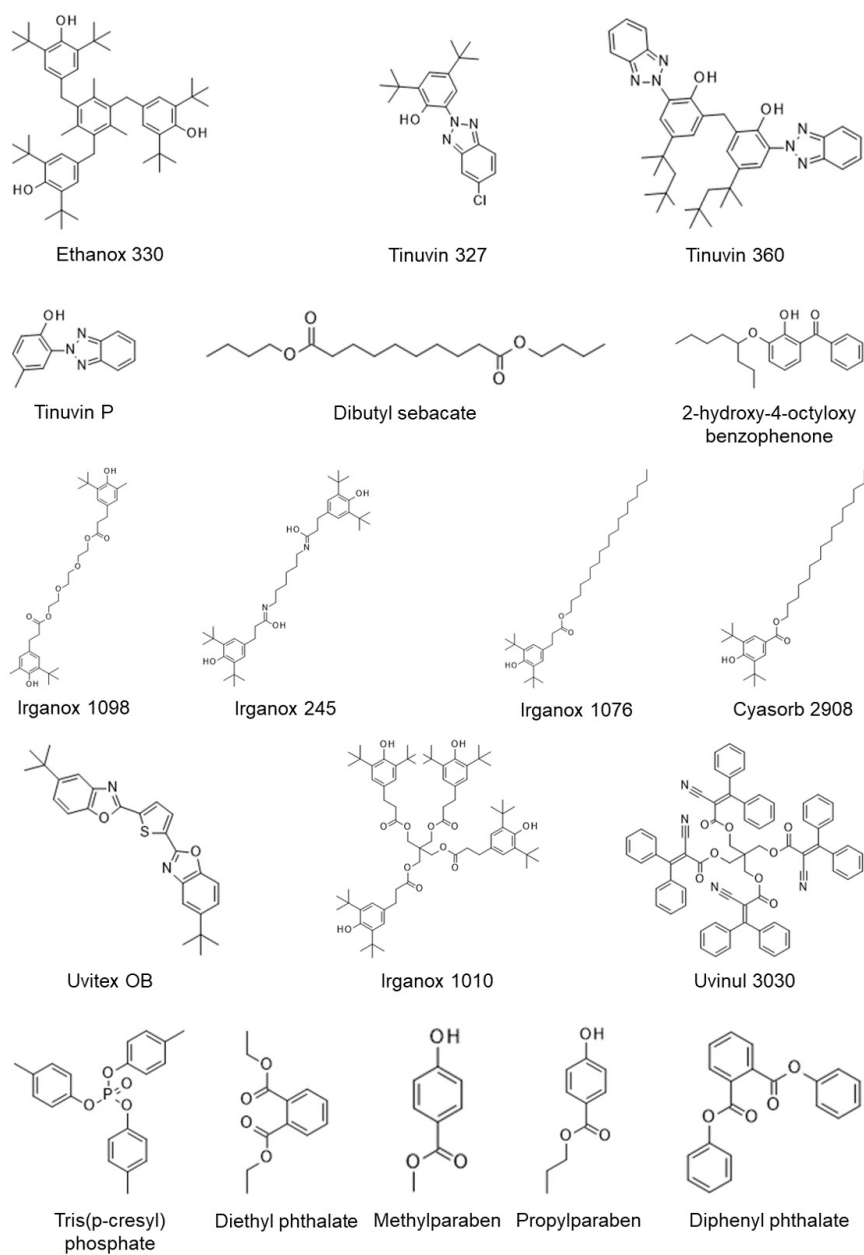 Ethanox 330
Tinuvin 327
Tinuvin 360
Tinuvin P
Dibutyl sebacate
2-hydroxy-4-octyloxy
benzophenone
Irganox 1098
Irganox 245
Irganox 1076
Cyasorb 2908
Uvitex OB
Irganox 1010
Uvinul 3030
Tris(p-cresyl)
phosphate
Diethyl phthalate
Methylparaben
Propylparaben
Diphenyl phthalate